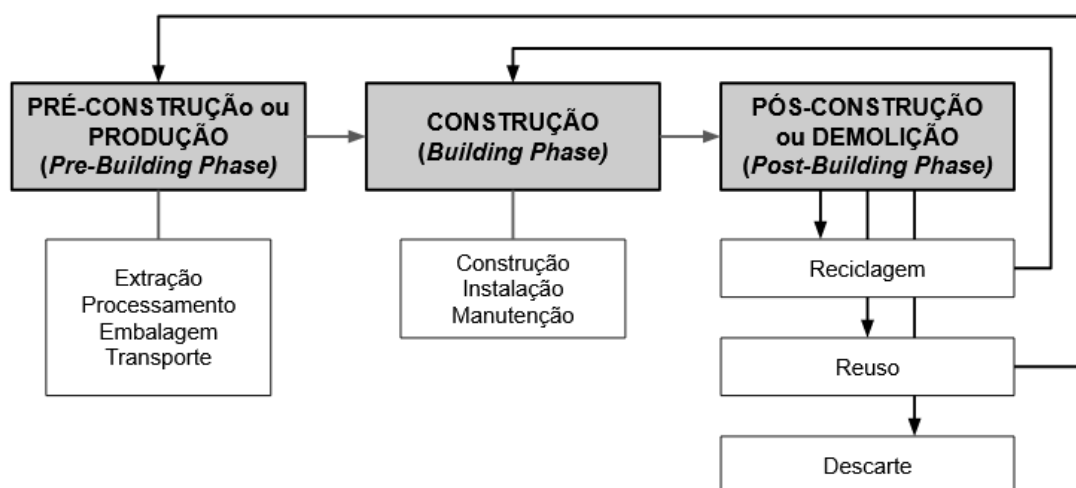 PRÉ-CONSTRUÇÃo ou
PRODUÇÃO
(Pre-Building Phase)
CONSTRUÇÃO
(Building Phase)
PÓS-CONSTRUÇÃO
ou DEMOLIÇÃO
(Post-Building Phase)
Extração
Processamento
Embalagem
Transporte
Construção
Instalação
Manutenção
Reciclagem
Reuso
Descarte